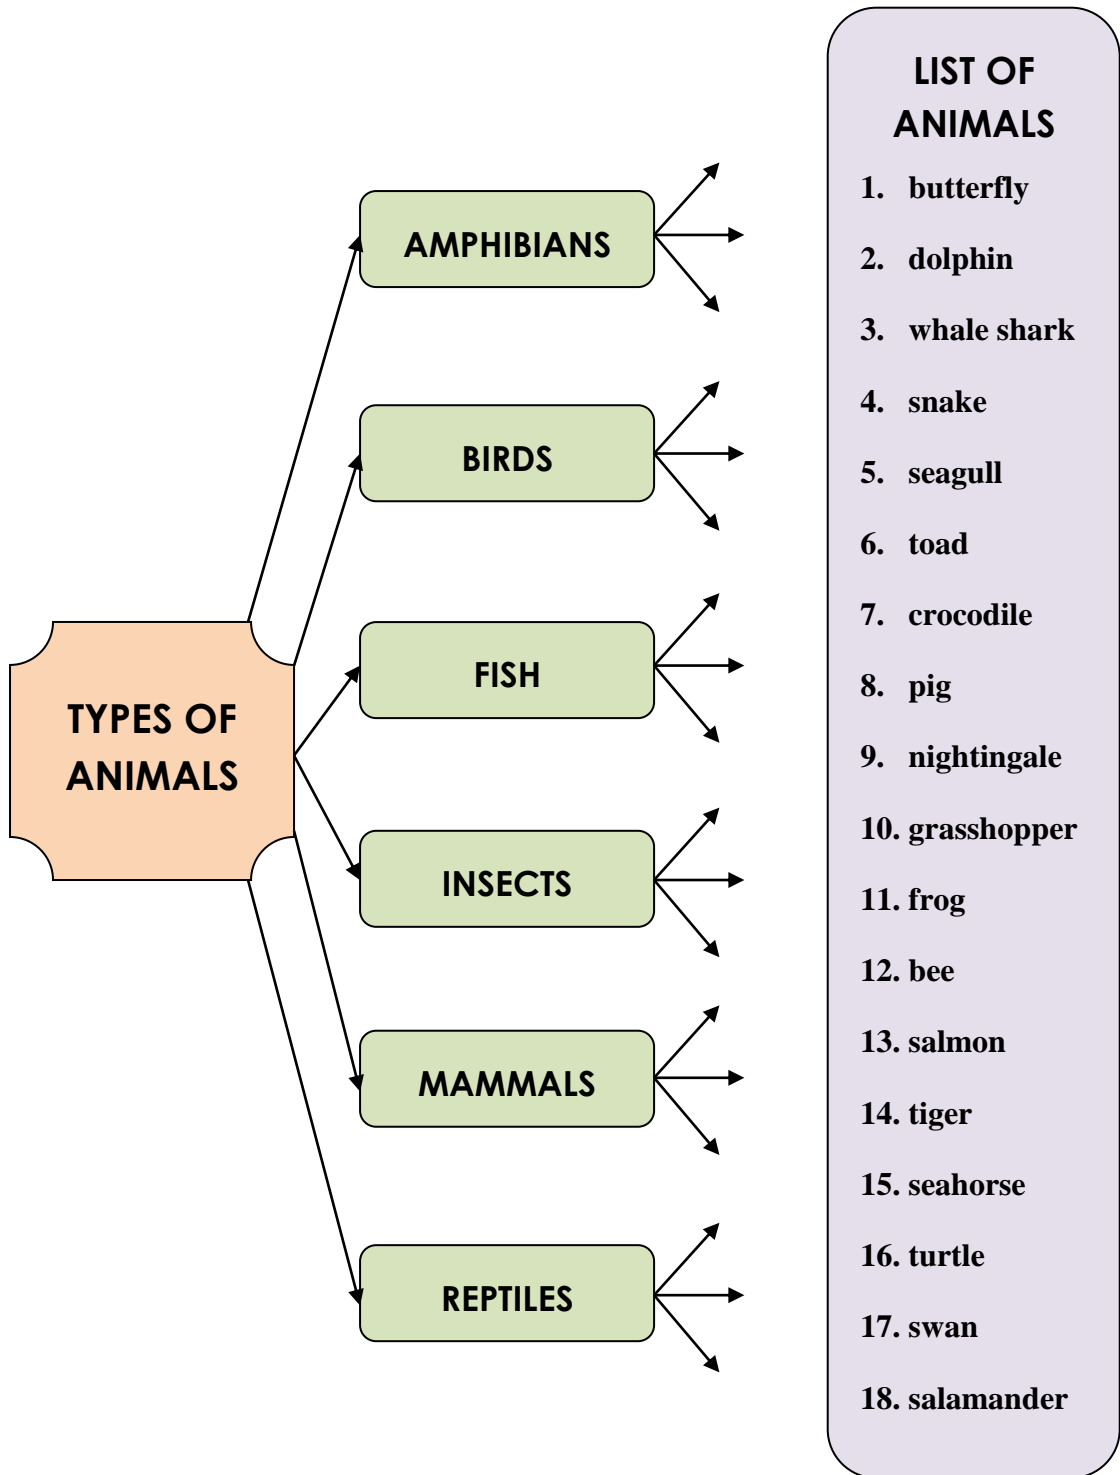 TYPES OF
ANIMALS
AMPHIBIANS
BIRDS
FISH
INSECTS
MAMMALS
REPTILES
LIST OF
ANIMALS
1. butterfly
2. dolphin
3. whale shark
4. snake
5. seagull
6. toad
7. crocodile
8. pig
9. nightingale
10. grasshopper
11. frog
12. bee
13. salmon
14. tiger
15. seahorse
16. turtle
17. swan
18. salamander